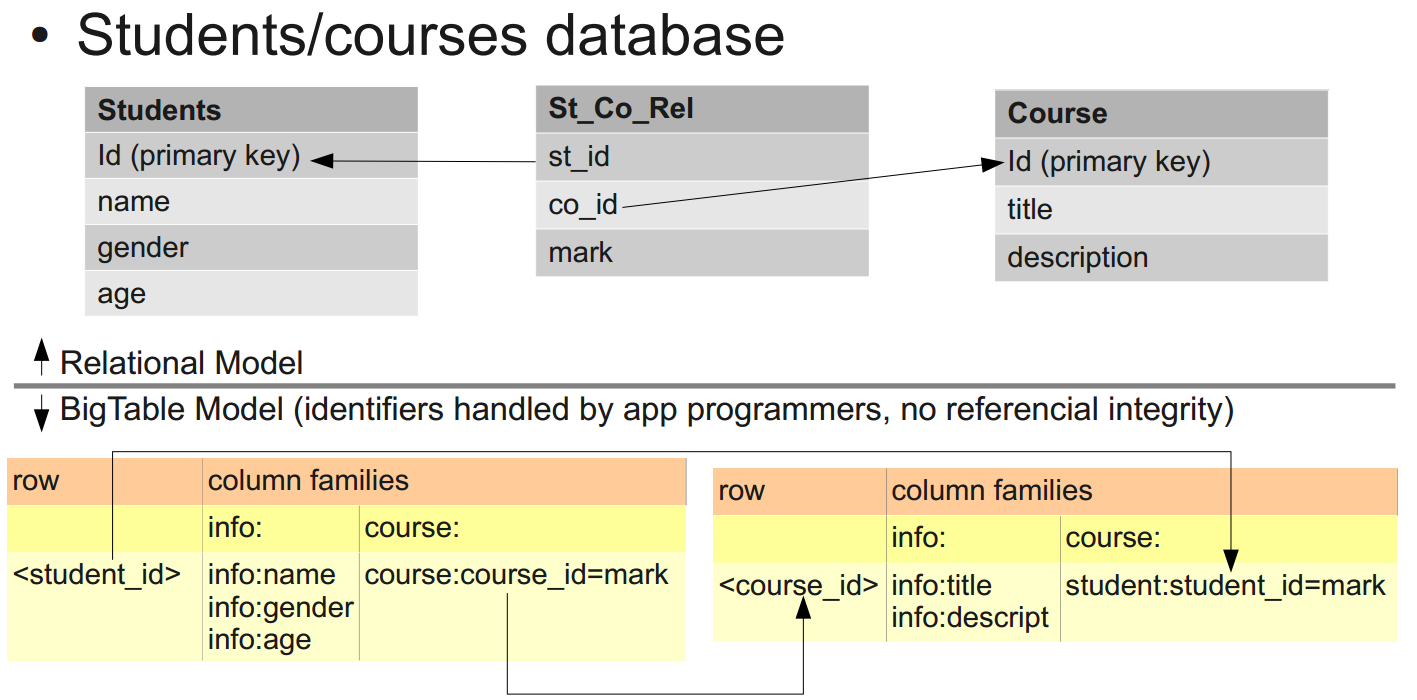 • Students/courses database
Students
Id (primary key)
name
gender
age
St_Co_Rel
st_id
co_id
mark
Course
Id (primary key)
title
description
Relational Model
BigTable Model (identifiers handled by app programmers, no referencial integrity)
row column families
info: course:
<student_id> info:name course:course_id=mark
info:gender
info:age
row column families
info: course:
<course_id> info:title student:student_id=mark
info:descript